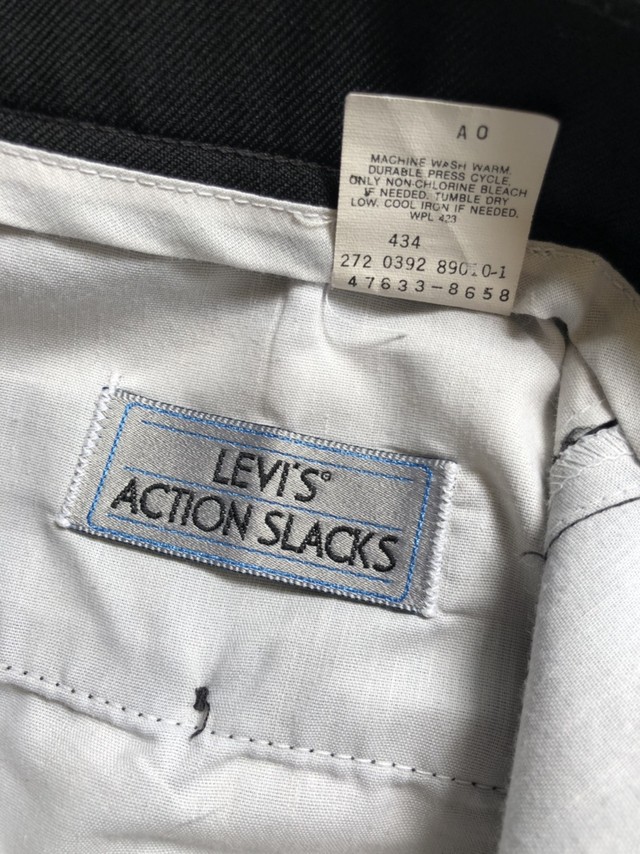 A O
MACHINE WASH WARM.
DURABLE PRESS CYCLE.
ONLY NON-CHLORINE BLEACH
IF NEEDED. TUMBLE DRY
LOW. COOL IRON IF NEEDED.
WPL 423
434
272 0392 89010-1
47633-8658
LEVI'S®
ACTION SLACKS